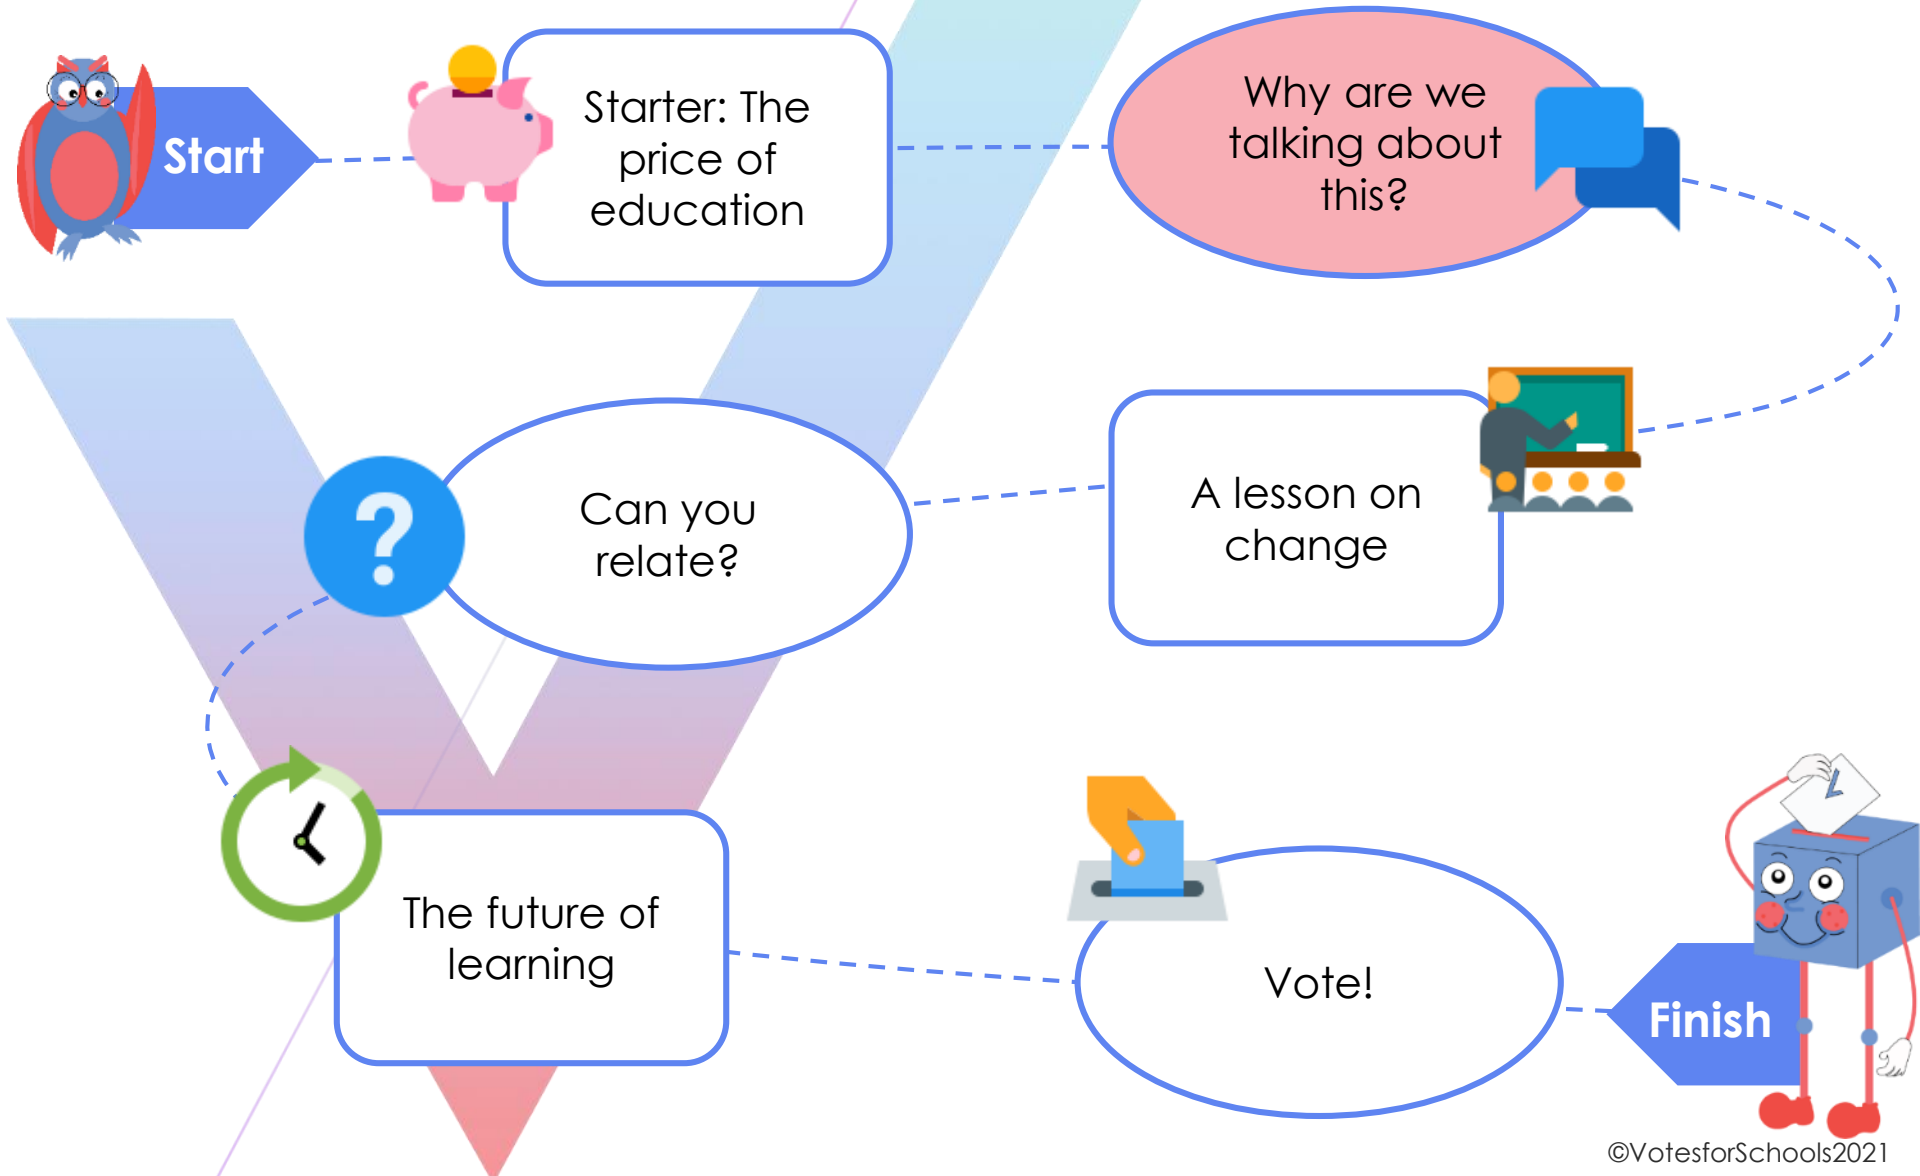 Start
Starter: The
price of
education
Why are we
talking about
this?
A lesson on
change
Can you
relate?
?
The future of
learning
Vote!
Finish
©VotesforSchools2021